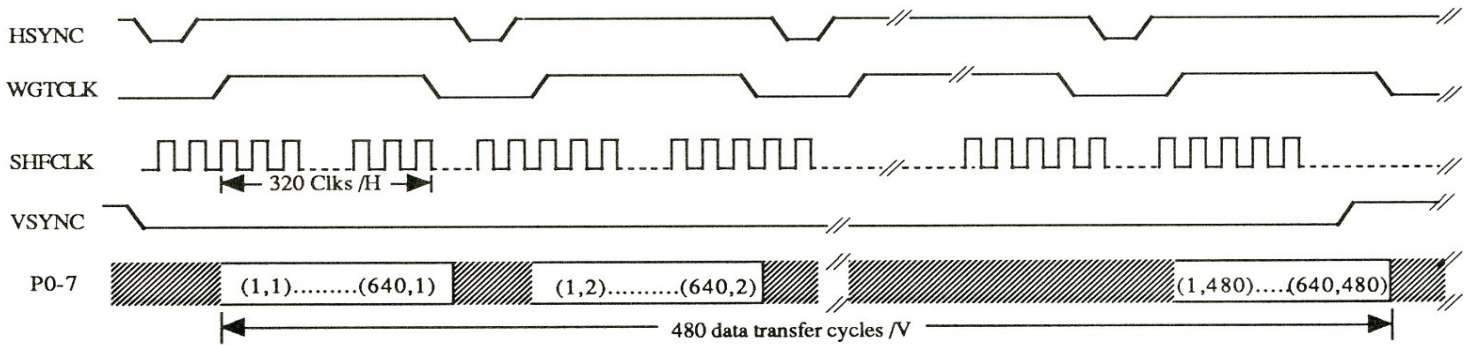 HSYNC
WGTCLK
SHFCLK
320 Clks /H
VSYNC
P0-7
(1,1).........(640,1)
(1,2)..........(640,2)
(1,480).....(640,480)
480 data transfer cycles /V